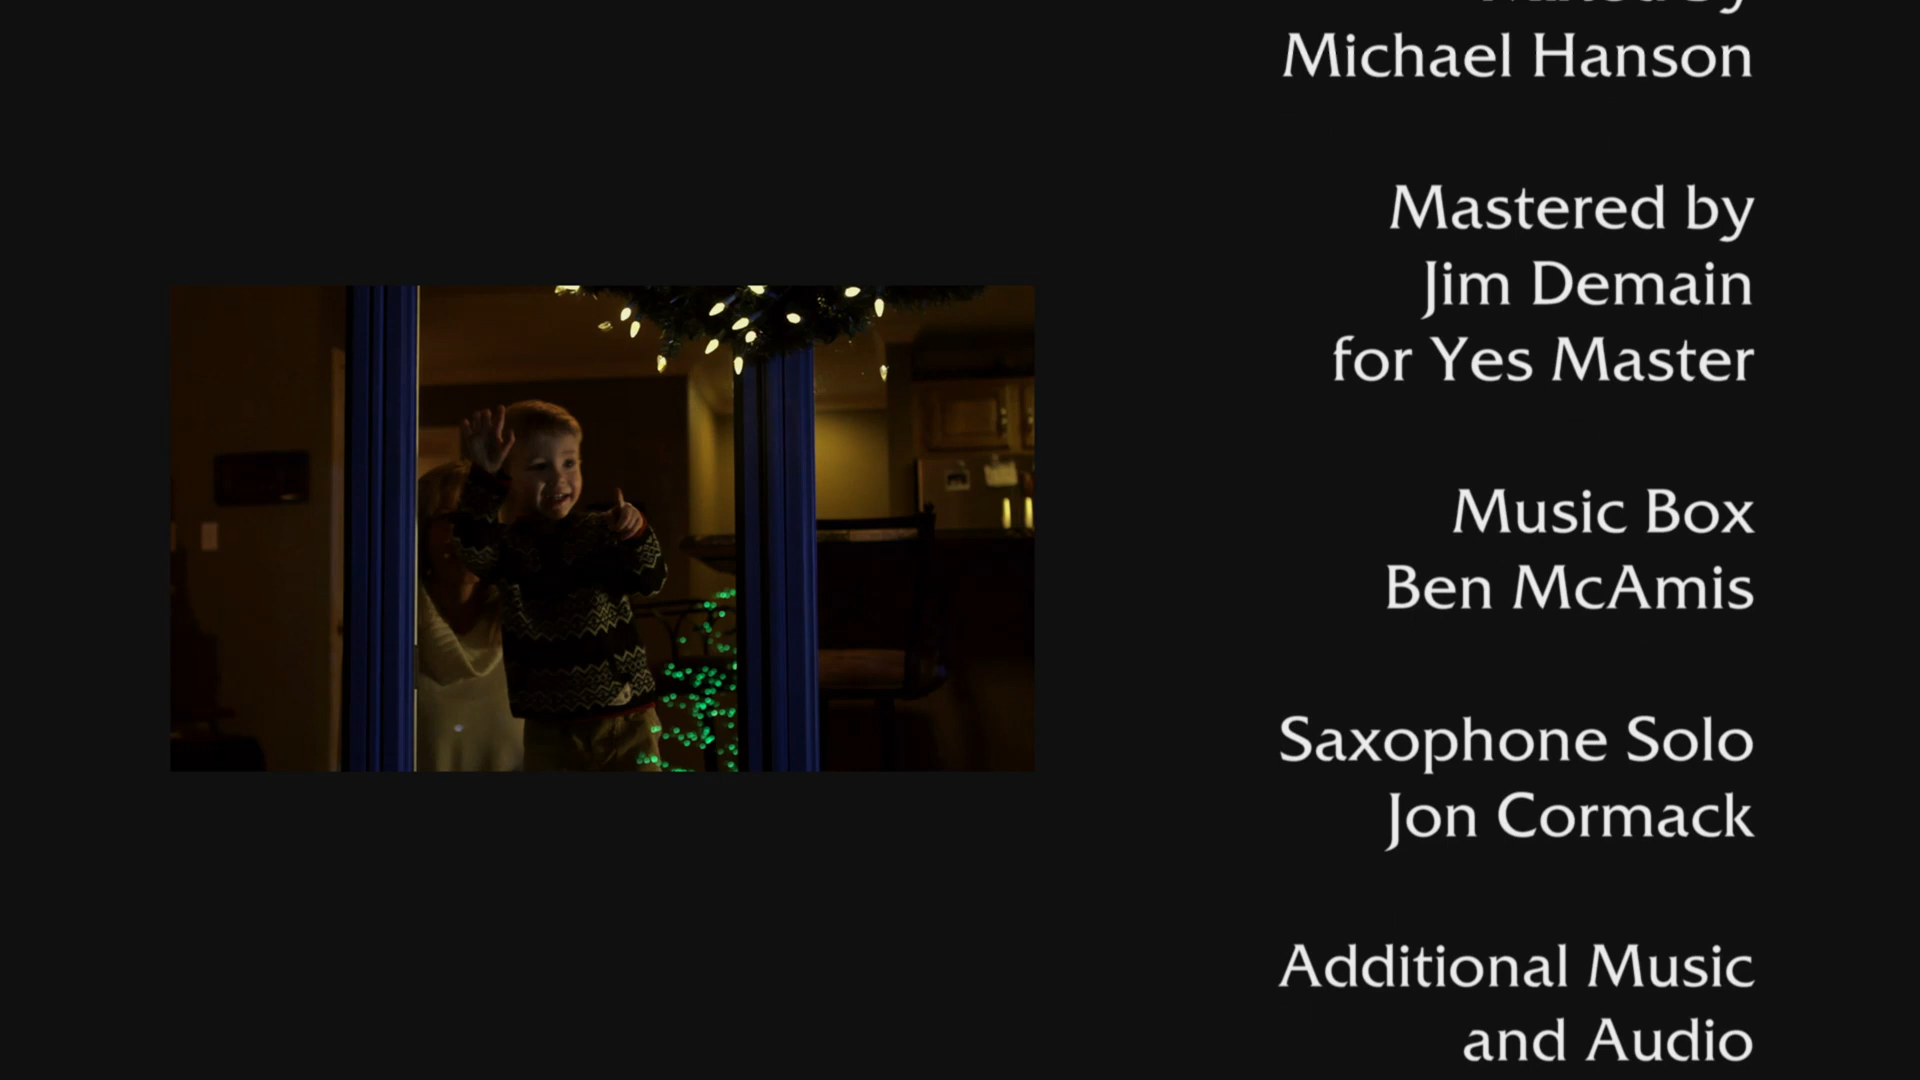 Michael Hanson
Mastered by
Jim Demain
for Yes Master
Music Box
Ben McAmis
Saxophone Solo
Jon Cormack
Additional Music
and Audio